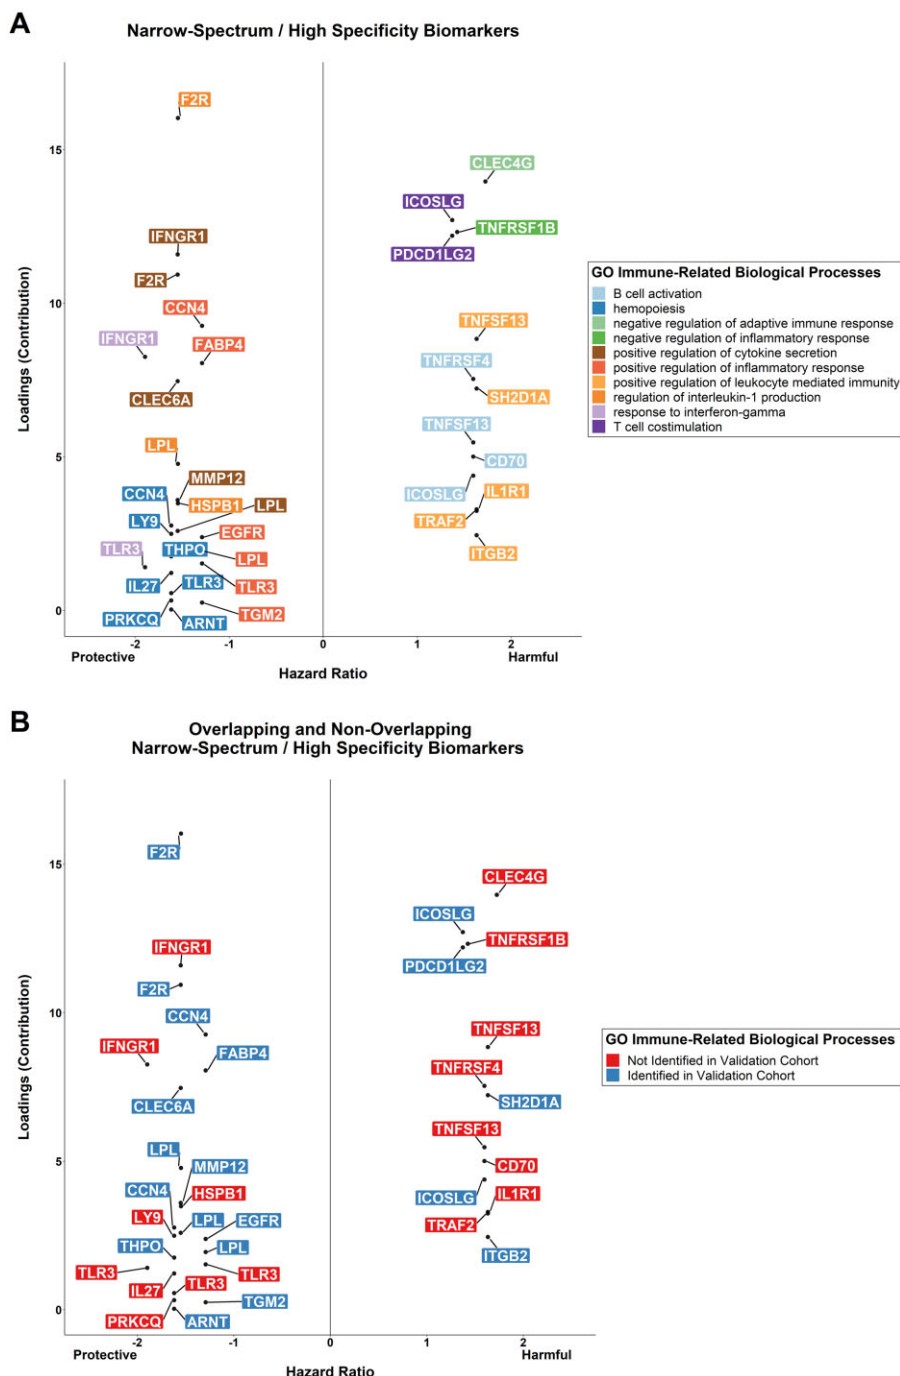 A
Narrow-Spectrum / High Specificity Biomarkers
F2R
15
CLEC4G
ICOSLG
TNFRSF1B
IFNGR1
PDCD1LG2
F2R
10
CCN4
TNFSF13
IFNGR1
FABP4
TNFRSF4
CLEC6A
SH2D1A
TNFSF13
LPL
5
CD70
MMP12
CCN4
ICOSLG
IL1R1
HSPB1
LPL
LY9
TRAF2
EGFR
TLR3
THPO
LPL
ITGB2
IL27
TLR3
TLR3
0
PRKCQ
ARNT
TGM2
Loadings (Contribution)
-2
-1
0
1
2
Protective
Harmful
Hazard Ratio
GO Immune-Related Biological Processes
B cell activation
hemopoiesis
negative regulation of adaptive immune response
negative regulation of inflammatory response
positive regulation of cytokine secretion
positive regulation of inflammatory response
positive regulation of leukocyte mediated immunity
regulation of interleukin-1 production
response to interferon-gamma
T cell costimulation
B
Overlapping and Non-Overlapping
Narrow-Spectrum / High Specificity Biomarkers
F2R
15
CLEC4G
ICOSLG
IFNGR1
TNFRSF1B
PDCD1LG2
F2R
10
CCN4
TNFSF13
IFNGR1
FABP4
TNFRSF4
CLEC6A
SH2D1A
TNFSF13
LPL
5
MMP12
CD70
CCN4
HSPB1
ICOSLG
IL1R1
LY9
LPL
EGFR
TRAF2
THPO
LPL
ITGB2
TLR3
TLR3
IL27
TLR3
0
TGM2
PRKCQ
ARNT
Loadings (Contribution)
-2
-1
0
1
2
Protective
Harmful
Hazard Ratio
GO Immune-Related Biological Processes
Not Identified in Validation Cohort
Identified in Validation Cohort